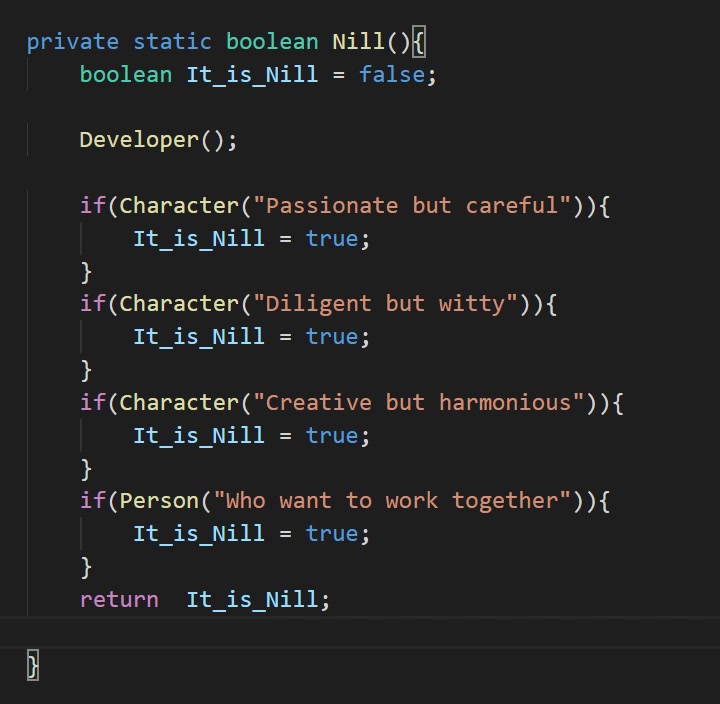 private static boolean Nill(){
    boolean It_is_Nill = false;
    Developer();
    if(Character("Passionate but careful")){
        It_is_Nill = true;
    }
    if(Character("Diligent but witty")){
        It_is_Nill = true;
    }
    if(Character("Creative but harmonious")){
        It_is_Nill = true;
    }
    if(Person("Who want to work together")){
        It_is_Nill = true;
    }
    return  It_is_Nill;
}